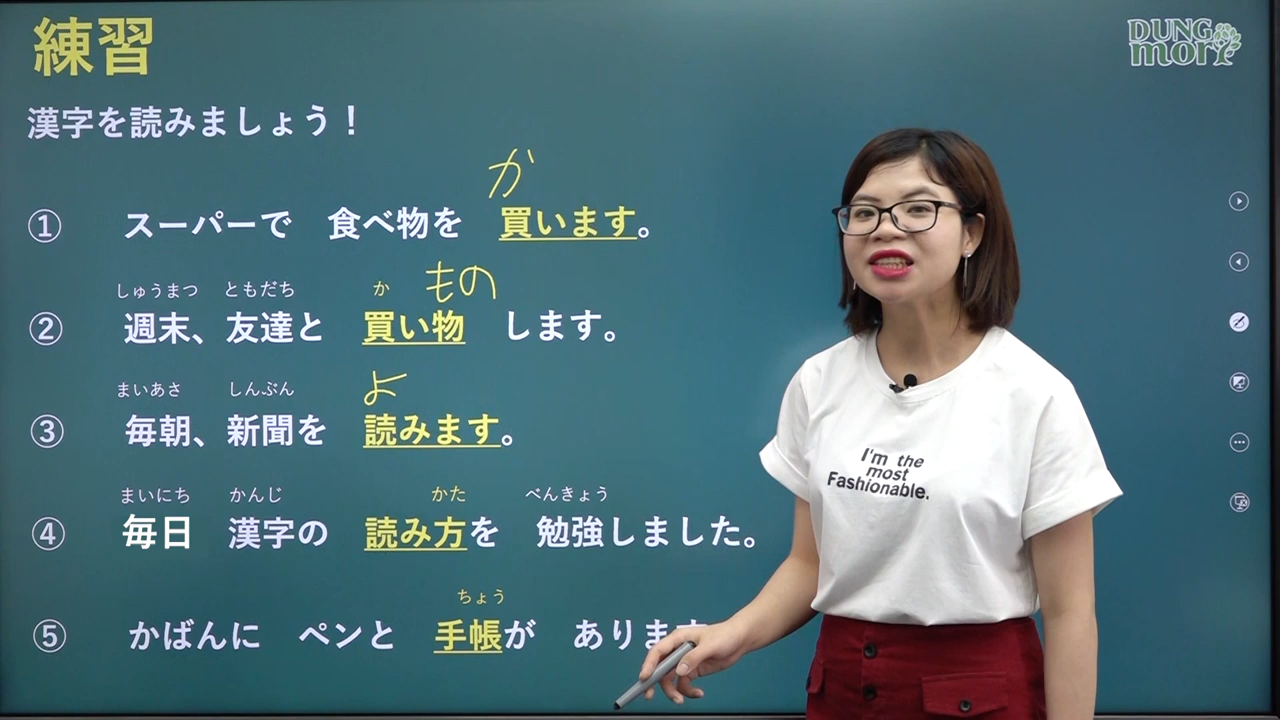 練習
DUNG
mori
漢字を読みましょう！
か
① スーパーで 食べ物を 買います。
しゅうまつ ともだち か もの
② 週末、友達と 買い物 します。
まいあさ しんぶん よ
③ 毎朝、新聞を 読みます。
まいにち かんじ かた べんきょう
④ 毎日 漢字の 読み方を 勉強しました。
ちょう
⑤ かばんに ペンと 手帳が あります
I'm the
most
Fashionable.